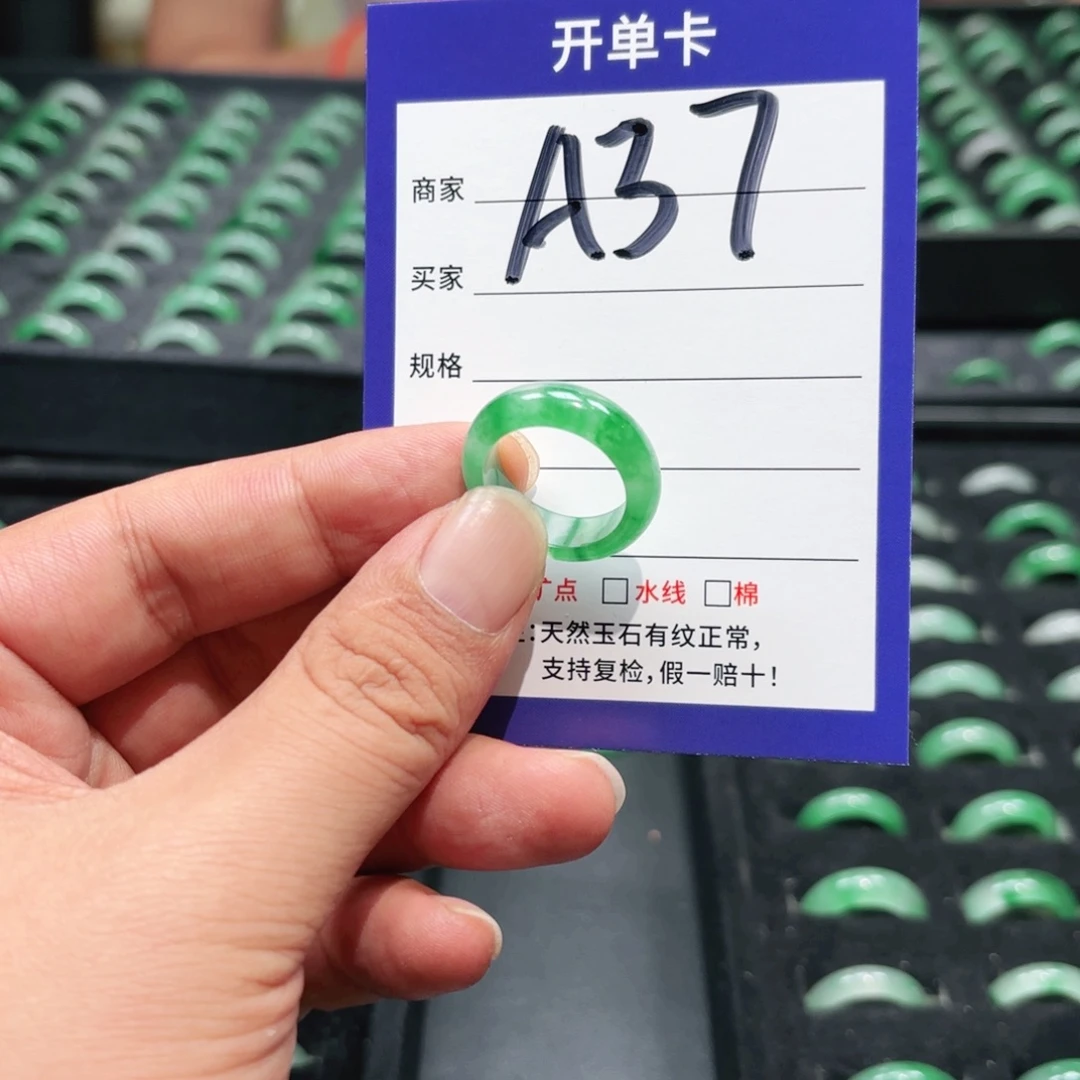 开单卡
A37
商家
买家
规格
矿点 □水线 □棉
:天然玉石有纹正常，
支持复检，假一赔十！